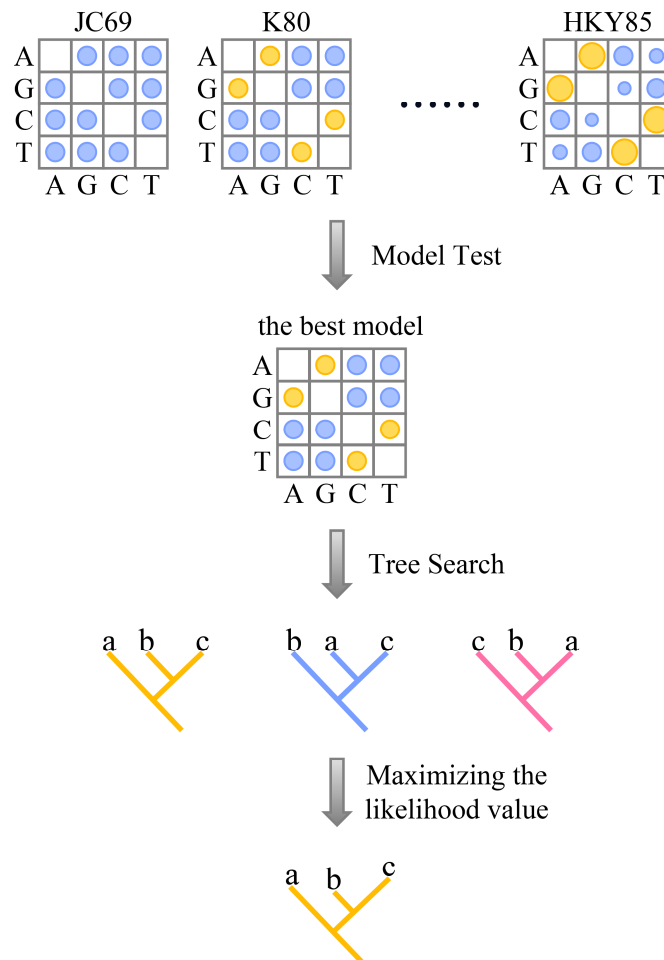 JC69 K80 HKY85
A A A
G G G
C C C
T T T
A G C T A G C T A G C T
......
Model Test
the best model
A
G
C
T
A G C T
Tree Search
a b c b a c c b a
Maximizing the
likelihood value
a b c